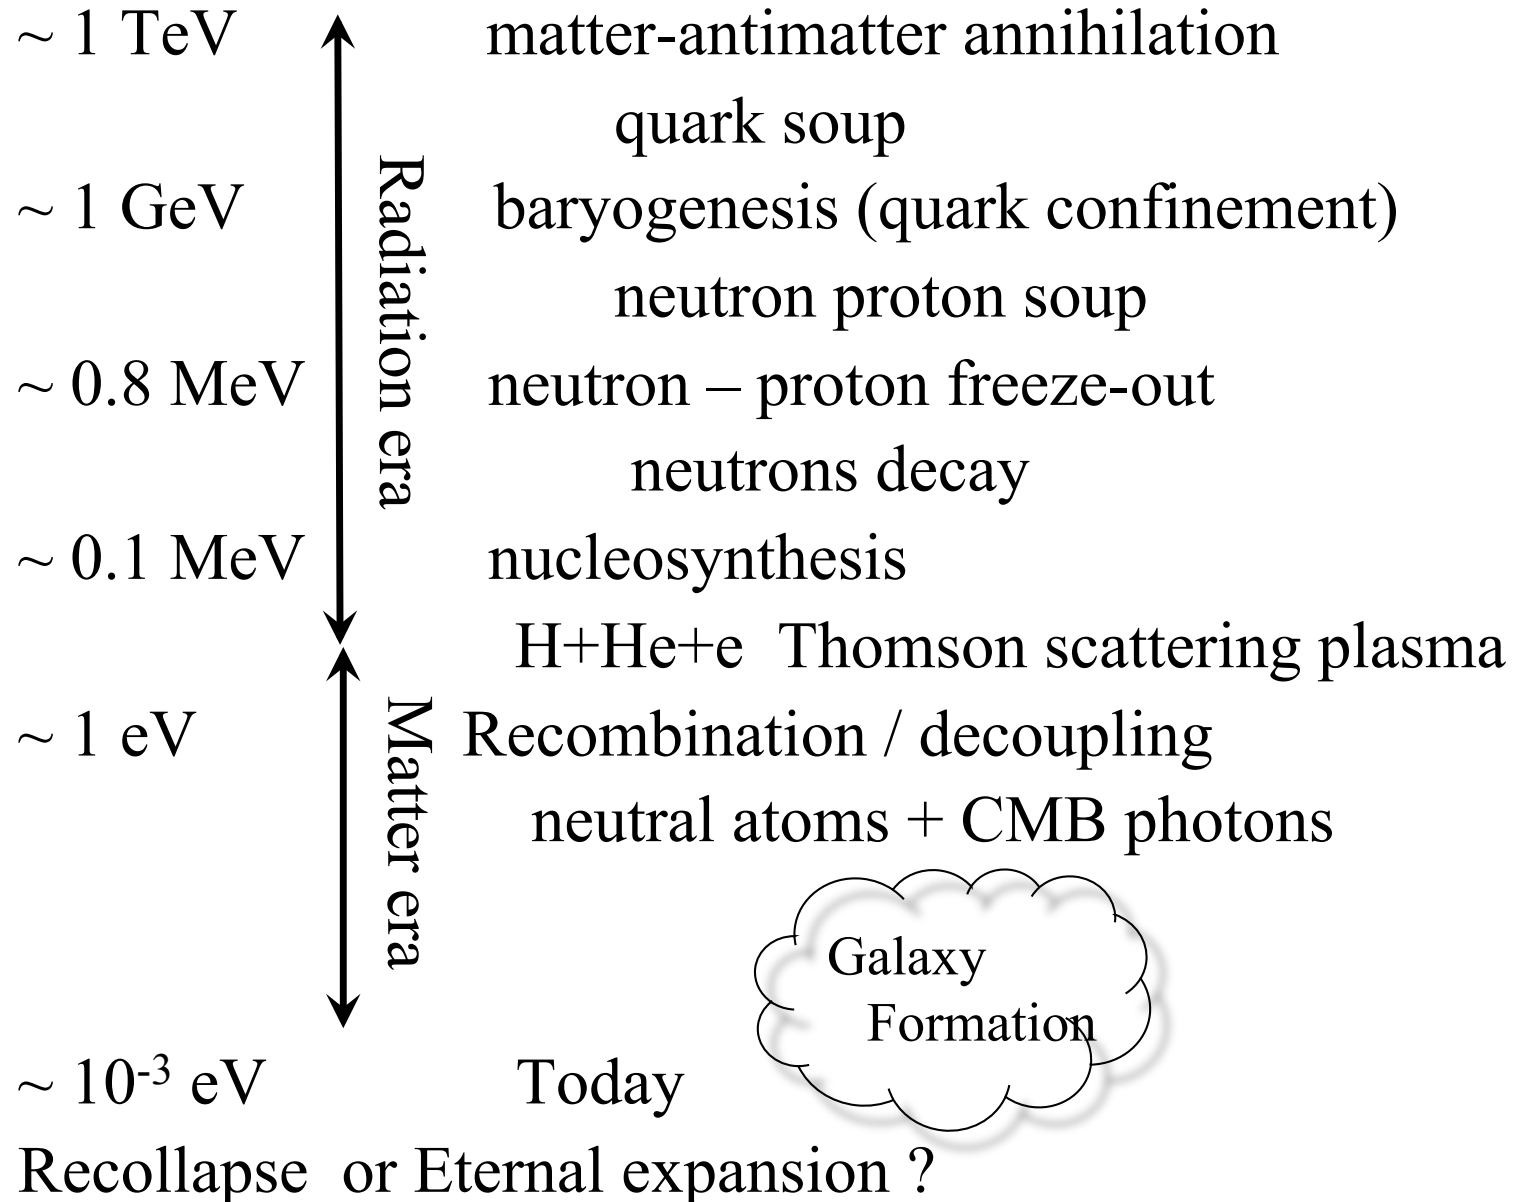 ~ 1 TeV matter-antimatter annihilation
quark soup
~ 1 GeV baryogenesis (quark confinement)
neutron proton soup
~ 0.8 MeV neutron – proton freeze-out
neutrons decay
~ 0.1 MeV nucleosynthesis
Radiation era
H+He+e Thomson scattering plasma
~ 1 eV Recombination / decoupling
neutral atoms + CMB photons
Matter era
Galaxy
Formation
~ 10⁻³ eV Today
Recollapse or Eternal expansion ?